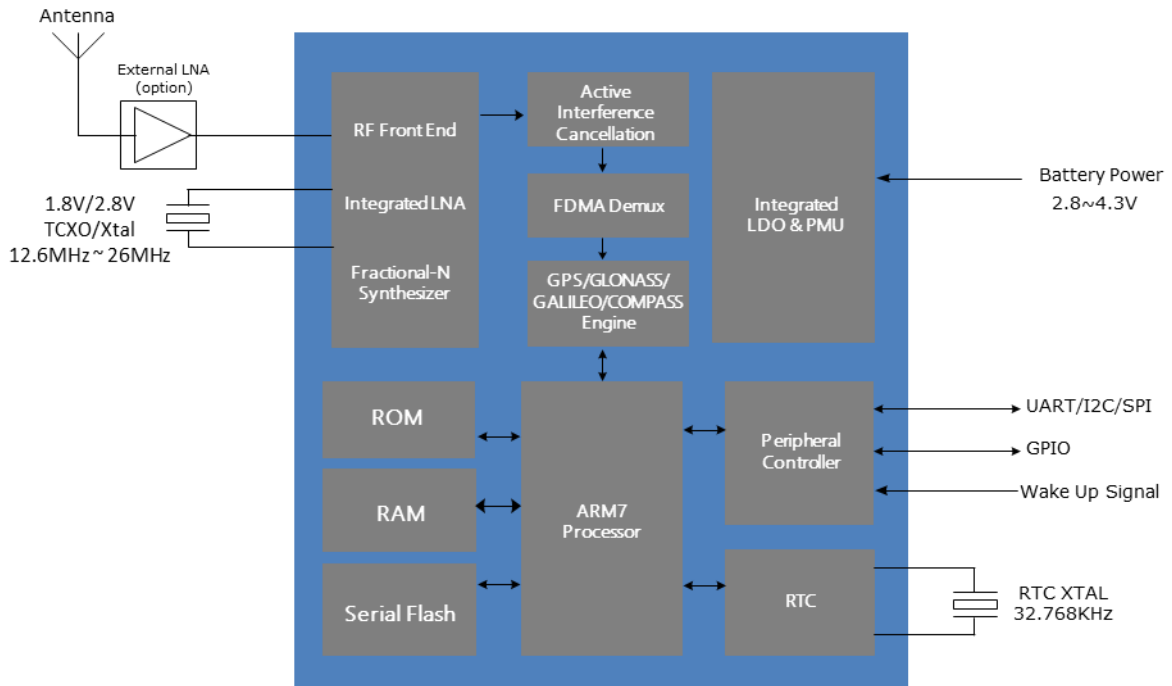 Antenna
External LNA
(option)
1.8V/2.8V
TCXO/Xtal
12.6MHz ~ 26MHz
RF Front End
Integrated LNA
Fractional-N
Synthesizer
Active
Interference
Cancellation
FDMA Demux
GPS/GLONASS/
GALILEO/COMPASS
Engine
Integrated
LDO & PMU
Battery Power
2.8~4.3V
ROM
RAM
Serial Flash
ARM7
Processor
Peripheral
Controller
RTC
UART/I2C/SPI
GPIO
Wake Up Signal
RTC XTAL
32.768KHz